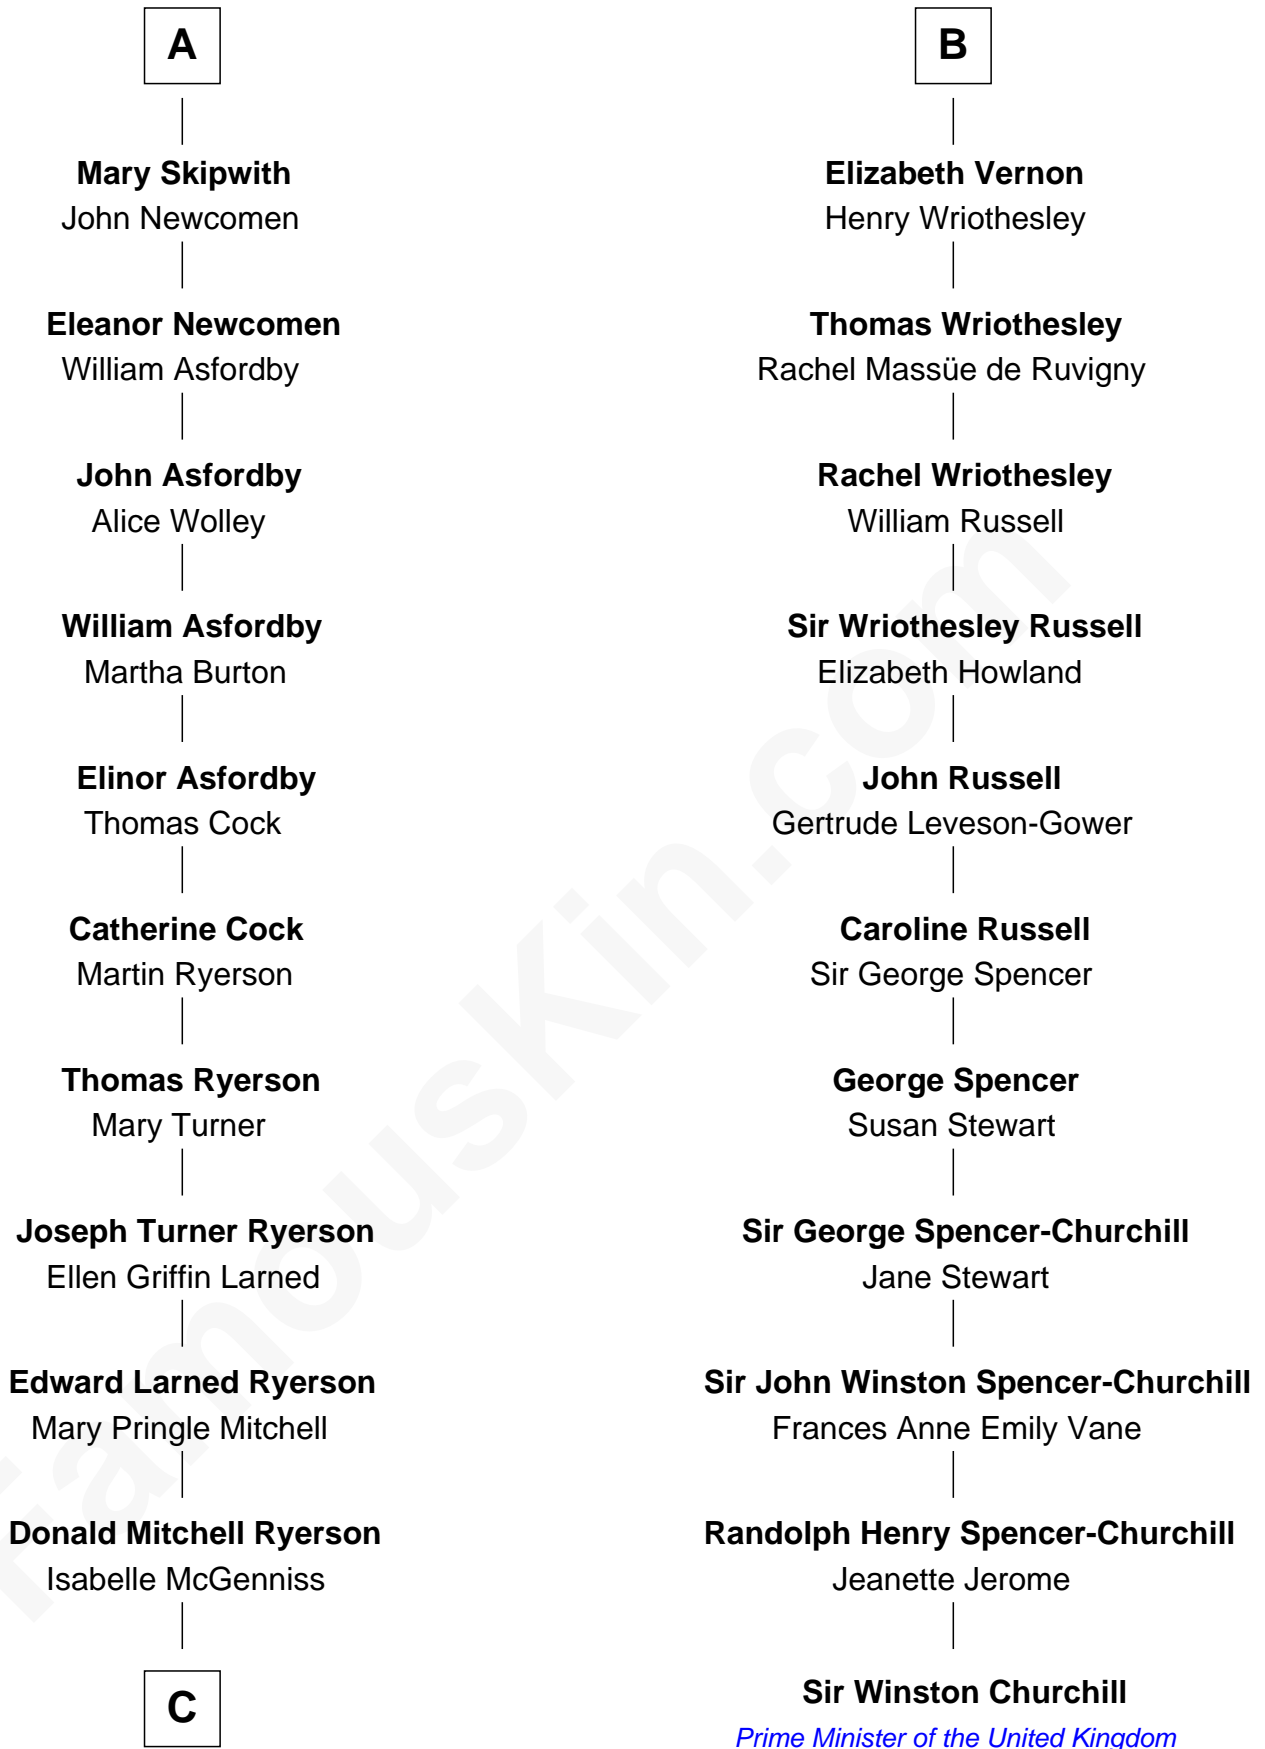 A
Mary Skipwith
John Newcomen
Eleanor Newcomen
William Asfordby
John Asfordby
Alice Wolley
William Asfordby
Martha Burton
Elinor Asfordby
Thomas Cock
Catherine Cock
Martin Ryerson
Thomas Ryerson
Mary Turner
Joseph Turner Ryerson
Ellen Griffin Larned
Edward Larned Ryerson
Mary Pringle Mitchell
Donald Mitchell Ryerson
Isabelle McGenniss
C
B
Elizabeth Vernon
Henry Wriothesley
Thomas Wriothesley
Rachel Massüe de Ruvigny
Rachel Wriothesley
William Russell
Sir Wriothesley Russell
Elizabeth Howland
John Russell
Gertrude Leveson-Gower
Caroline Russell
Sir George Spencer
George Spencer
Susan Stewart
Sir George Spencer-Churchill
Jane Stewart
Sir John Winston Spencer-Churchill
Frances Anne Emily Vane
Randolph Henry Spencer-Churchill
Jeanette Jerome
Sir Winston Churchill
Prime Minister of the United Kingdom
FamousKin.com